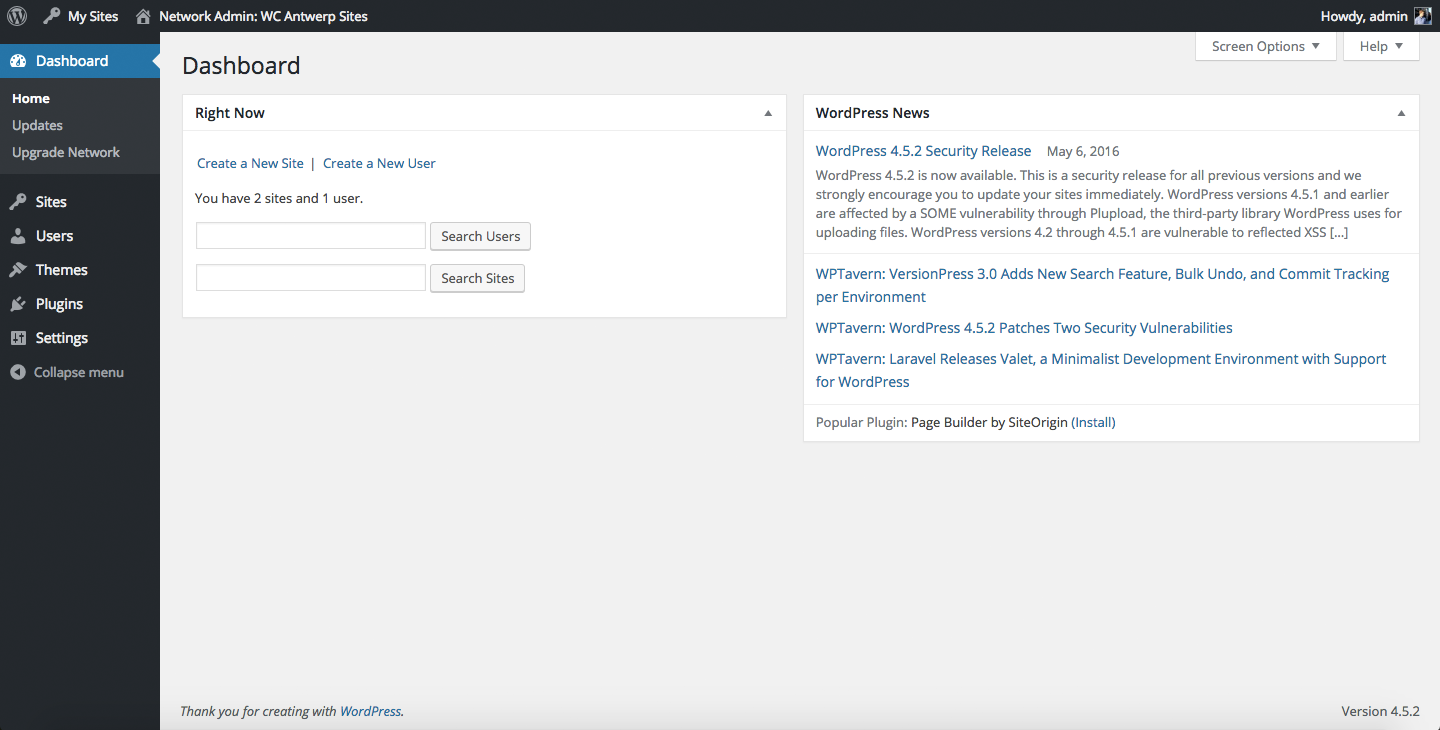 My Sites
Network Admin: WC Antwerp Sites
Howdy, admin
Dashboard
Home
Updates
Upgrade Network
Sites
Users
Themes
Plugins
Settings
Collapse menu
Screen Options
Help
Dashboard
Right Now
Create a New Site | Create a New User
You have 2 sites and 1 user.
Search Users
Search Sites
WordPress News
WordPress 4.5.2 Security Release May 6, 2016
WordPress 4.5.2 is now available. This is a security release for all previous versions and we
strongly encourage you to update your sites immediately. WordPress versions 4.5.1 and earlier
are affected by a SOME vulnerability through Plupload, the third-party library WordPress uses for
uploading files. WordPress versions 4.2 through 4.5.1 are vulnerable to reflected XSS [...]
WPTavern: VersionPress 3.0 Adds New Search Feature, Bulk Undo, and Commit Tracking
per Environment
WPTavern: WordPress 4.5.2 Patches Two Security Vulnerabilities
WPTavern: Laravel Releases Valet, a Minimalist Development Environment with Support
for WordPress
Popular Plugin: Page Builder by SiteOrigin (Install)
Thank you for creating with WordPress.
Version 4.5.2